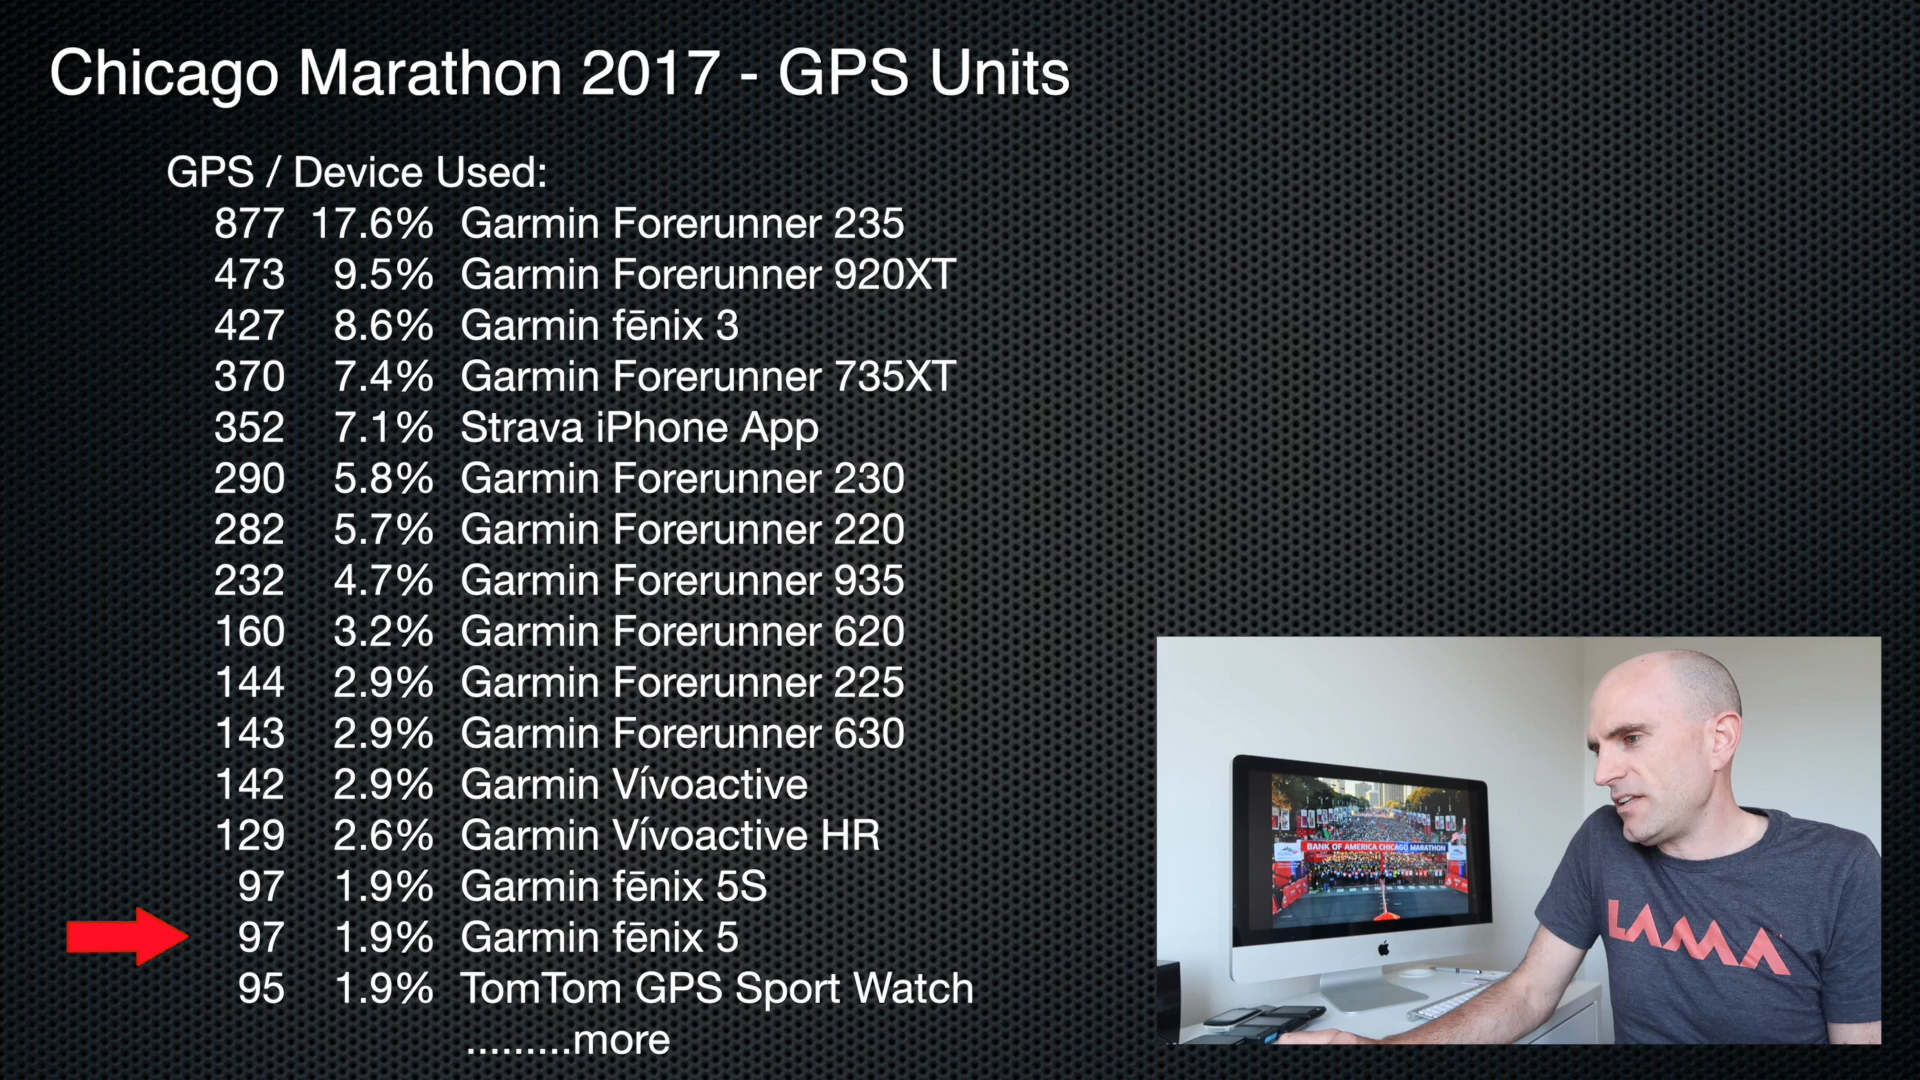 Chicago Marathon 2017 - GPS Units
GPS / Device Used:
877 17.6% Garmin Forerunner 235
473 9.5% Garmin Forerunner 920XT
427 8.6% Garmin fēnix 3
370 7.4% Garmin Forerunner 735XT
352 7.1% Strava iPhone App
290 5.8% Garmin Forerunner 230
282 5.7% Garmin Forerunner 220
232 4.7% Garmin Forerunner 935
160 3.2% Garmin Forerunner 620
144 2.9% Garmin Forerunner 225
143 2.9% Garmin Forerunner 630
142 2.9% Garmin Vívoactive
129 2.6% Garmin Vívoactive HR
97 1.9% Garmin fēnix 5S
97 1.9% Garmin fēnix 5
95 1.9% TomTom GPS Sport Watch
.........more
BANK OF AMERICA CHICAGO MARATHON
LAMA